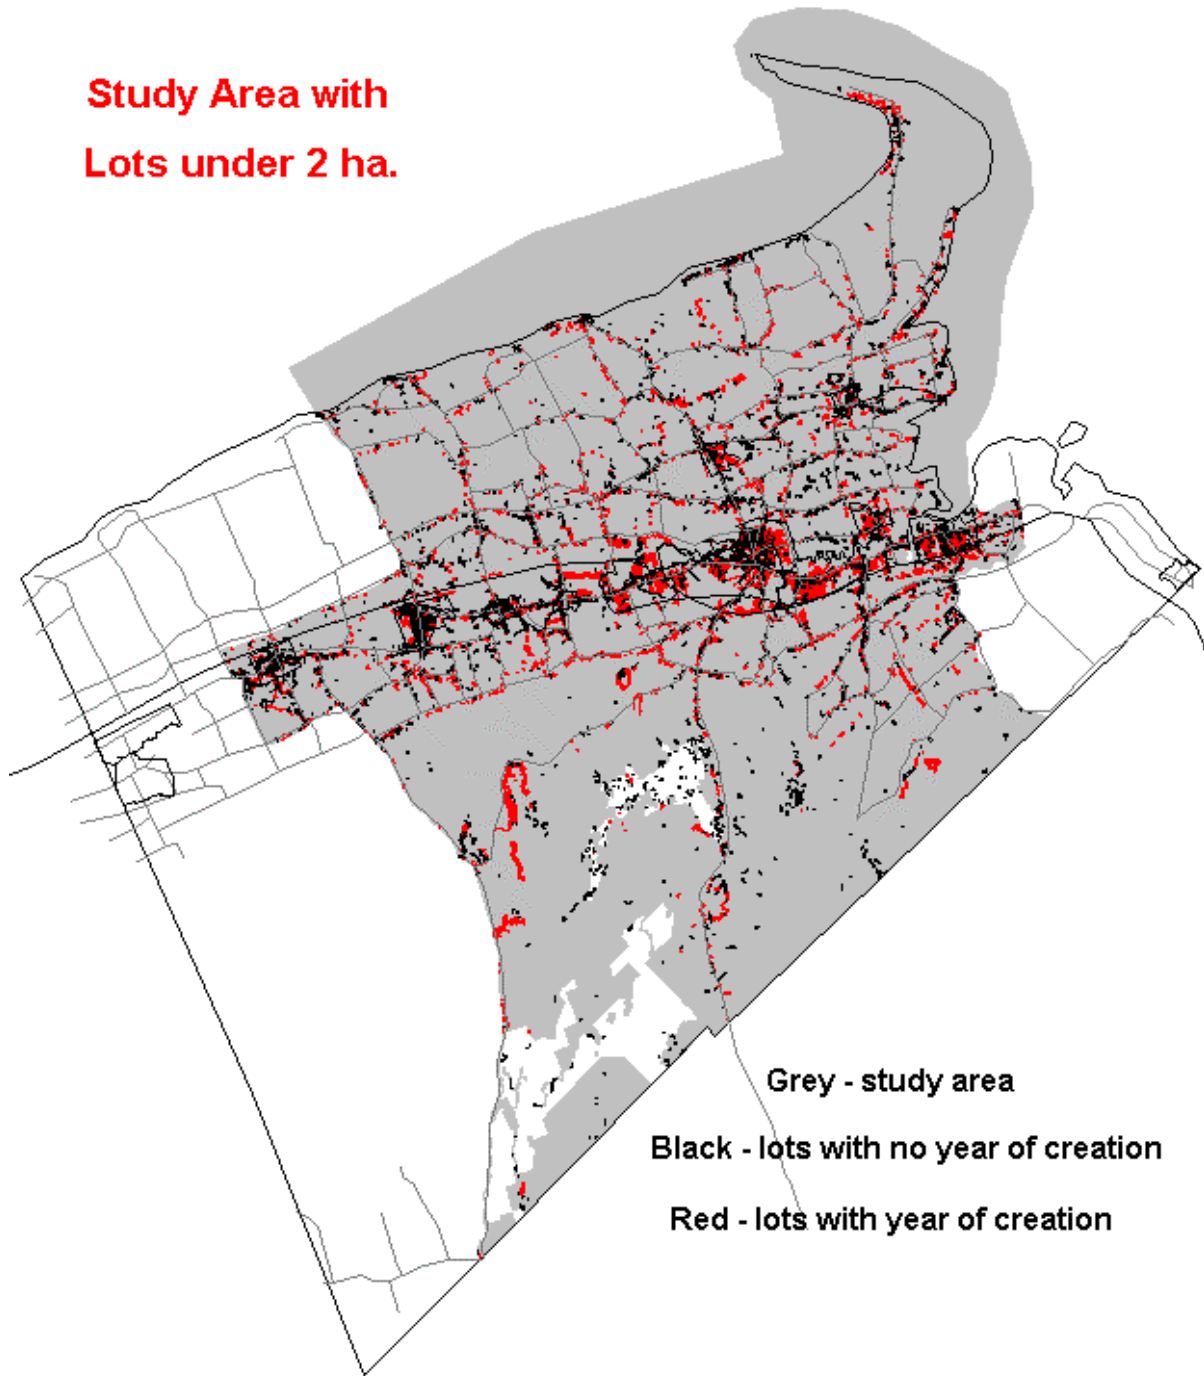 Study Area with
Lots under 2 ha.
Grey - study area
Black - lots with no year of creation
Red - lots with year of creation